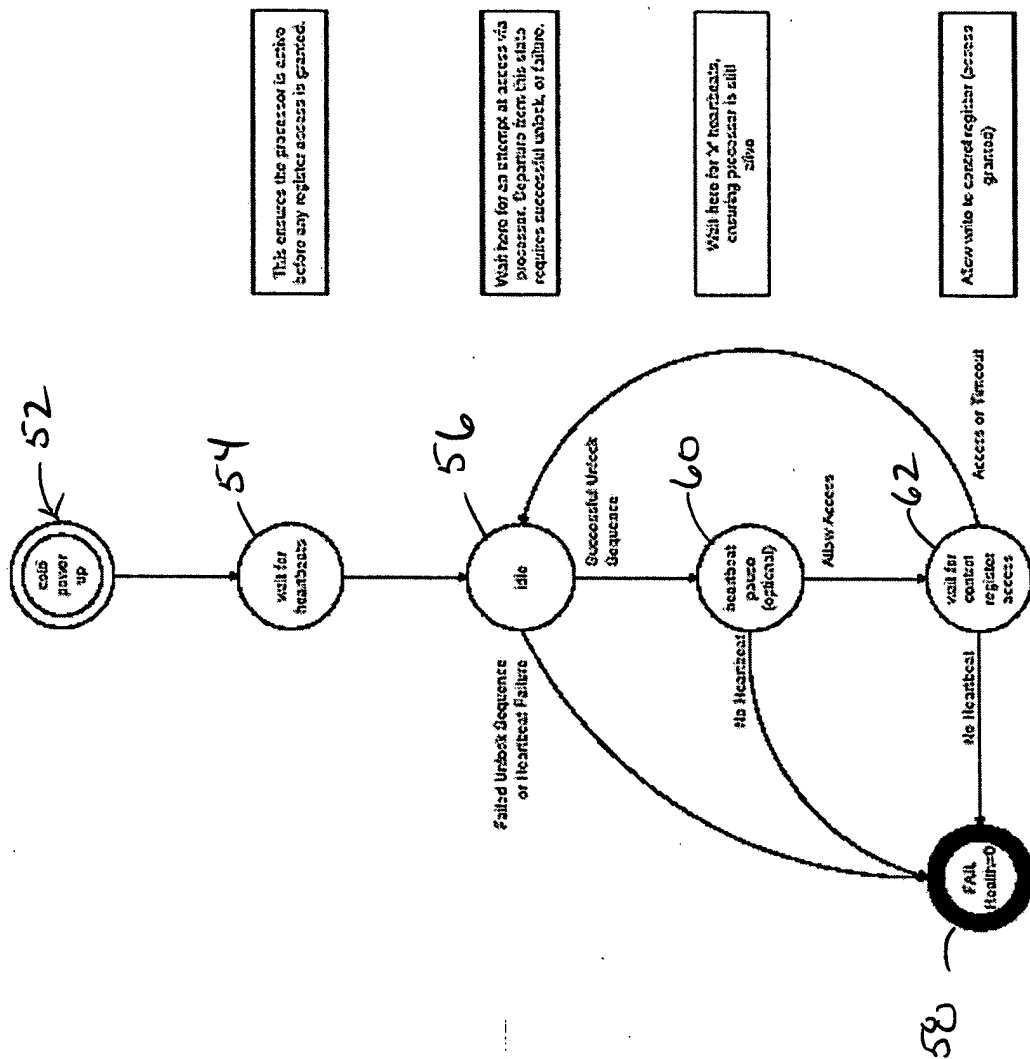 52
cold
power
up
This ensures the processor is active
before any register access is granted.
54
wait for
heartbeats
56
idle
Wait here for an attempt at access via
processor. Departure from this state
requires successful unlock, or failure.
Failed Unlock Sequence
or Heartbeat Failure
Successful Unlock
Sequence
60
heartbeat
pause
(optional)
Wait here for 'x' heartbeats,
ensuring processor is still
alive
No Heartbeat
Allow Access
62
wait for
control
register
access
Allow write to control register (access
granted)
Access or Timeout
No Heartbeat
FAIL
Health=0
58